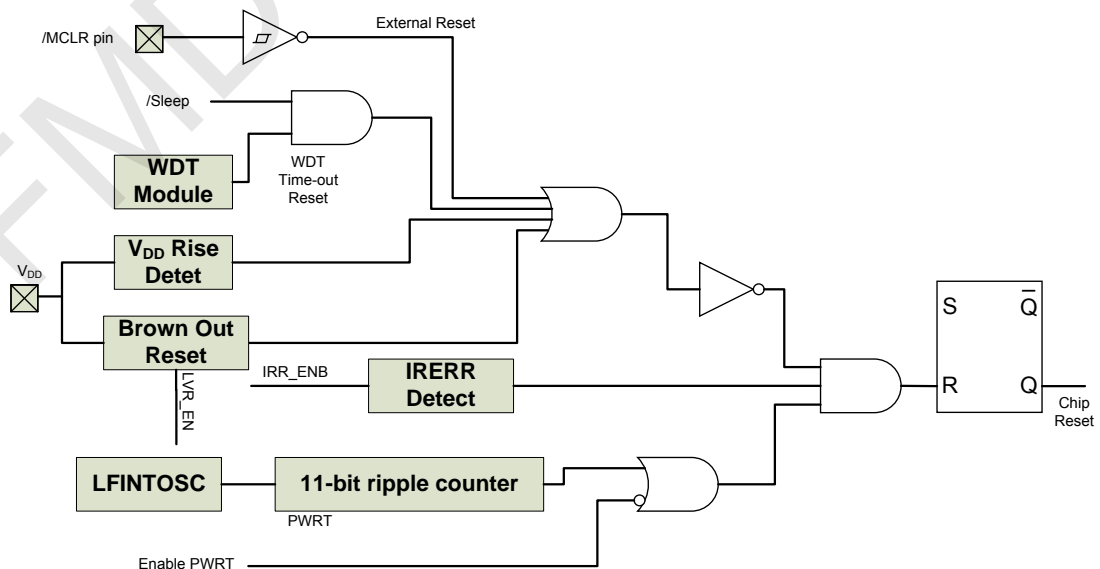 External Reset
/MCLR pin
/Sleep
WDT
Module
WDT
Time-out
Reset
VDD Rise
Detet
VDD
Brown Out
Reset
LVR_EN
IRR_ENB
IRERR
Detect
S
Q
R
Q
Chip
Reset
LFINTOSC
11-bit ripple counter
PWRT
Enable PWRT
FMD